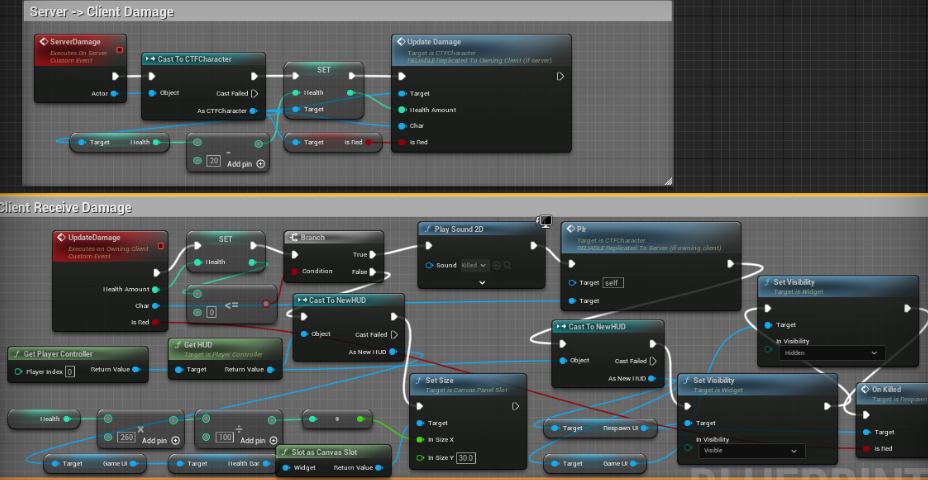 Server -> Client Damage
ServerDamage
Executes On Server
Custom Event
Actor
Cast To CTFCharacter
Object
Cast Failed
As CTFCharacter
SET
Health
Target
Update Damage
Target is CTFCharacter
RELIABLE Replicated To Owning Client (if server)
Target
Health Amount
Char
Is Red
Target
Health
-
20
Add pin
Target
Is Red
Client Receive Damage
UpdateDamage
Executes on Owning Client
Custom Event
Health Amount
Char
Is Red
SET
Health
Branch
Condition
True
False
<=
0
Play Sound 2D
Sound
Killed
Target is CTFCharacter
RELIABLE Replicated To Server (if owning client)
Target
self
Target
Cast To NewHUD
Object
Cast Failed
As New HUD
Cast To NewHUD
Object
Cast Failed
As New HUD
Set Visibility
Target is Widget
Target
In Visibility
Hidden
Get Player Controller
Player Index
0
Return Value
Get HUD
Target is Player Controller
Target
Return Value
Set Size
Target is Canvas Panel Slot
Target
In Size X
In Size Y
30.0
Set Visibility
Target is Widget
Target
In Visibility
Visible
On Killed
Target is Respawn
Target
Is Red
Health
260
×
Add pin
100
÷
Add pin
Target
Respawn UI
Slot as Canvas Slot
Widget
Return Value
Target
Game UI
Target
Health Bar
Target
Game UI
BLUEPRINT